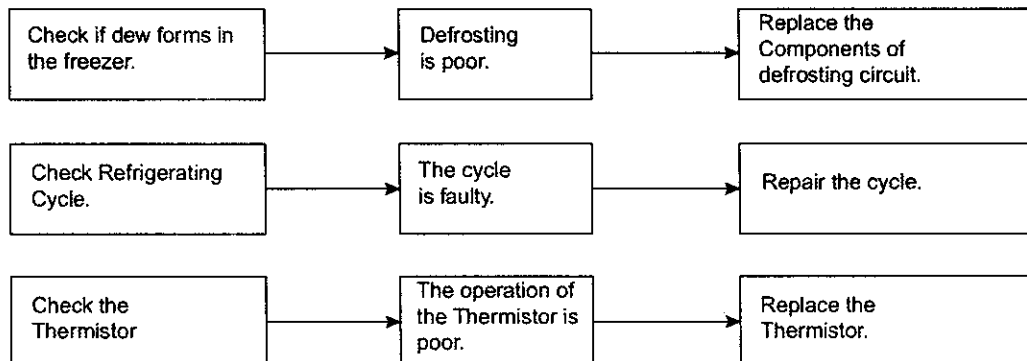 Check if dew forms in
the freezer.
Defrosting
is poor.
Replace the
Components of
defrosting circuit.
Check Refrigerating
Cycle.
The cycle
is faulty.
Repair the cycle.
Check the
Thermistor
The operation of
the Thermistor is
poor.
Replace the
Thermistor.